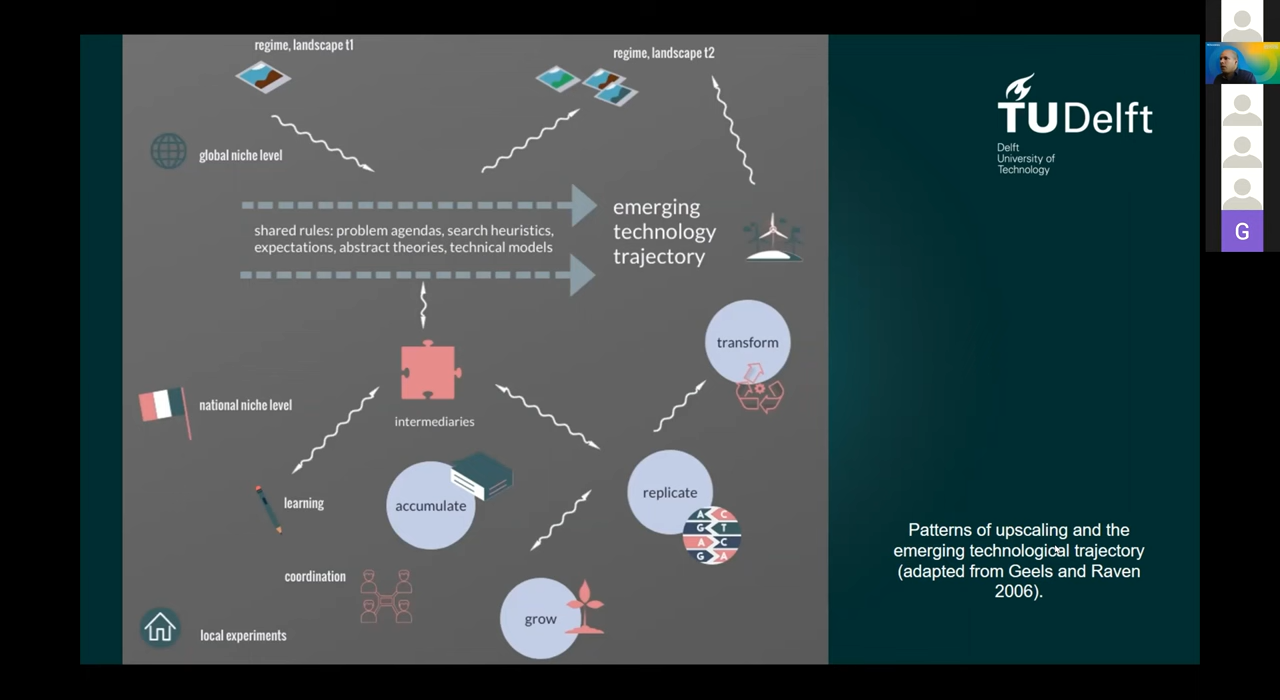 regime, landscape t1
regime, landscape t2
global niche level
shared rules: problem agendas, search heuristics,
expectations, abstract theories, technical models
emerging
technology
trajectory
transform
national niche level
intermediaries
learning
accumulate
replicate
A C
G T
A C
G A
coordination
grow
local experiments
TUDelft
Delft
University of
Technology
Patterns of upscaling and the
emerging technological trajectory
(adapted from Geels and Raven
2006).
G